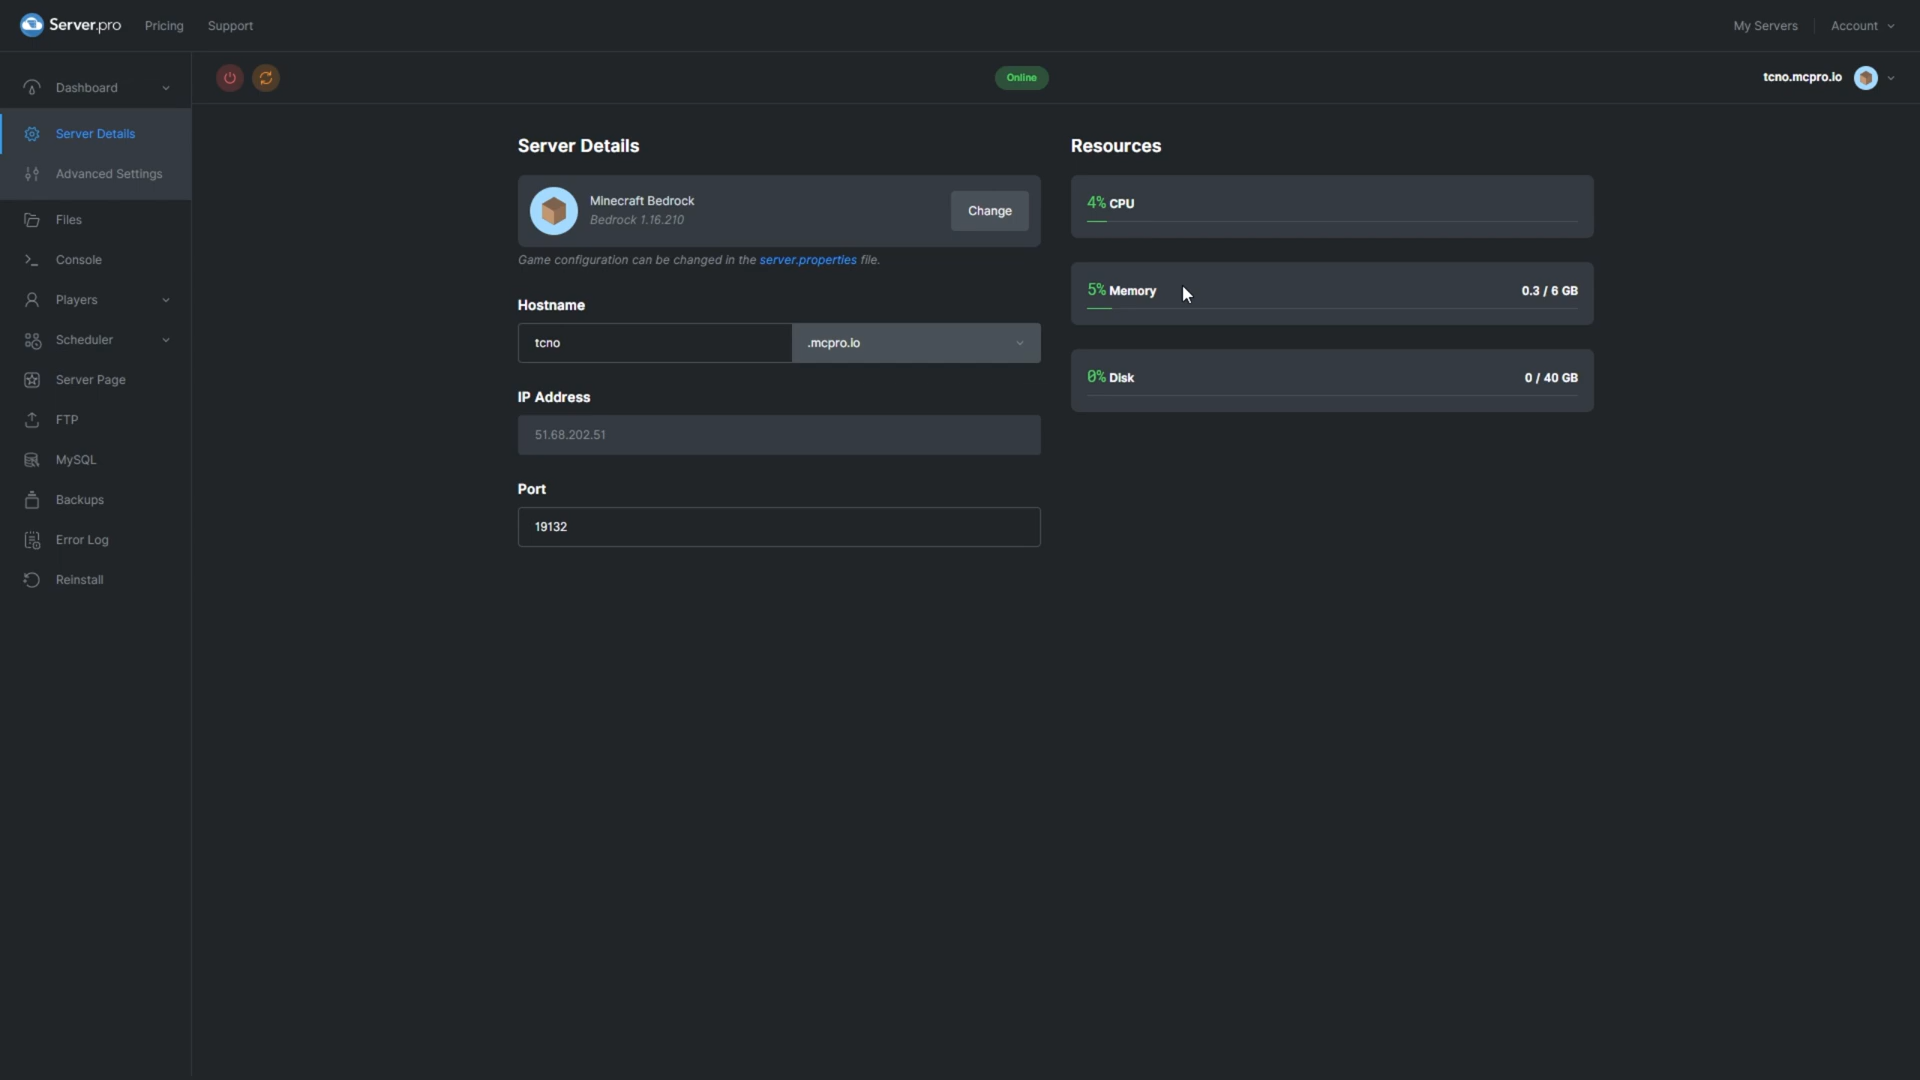 Server.pro
Pricing
Support
My Servers
Account
Online
tcno.mcpro.io
Dashboard
Server Details
Advanced Settings
Files
Console
Players
Scheduler
Server Page
FTP
MySQL
Backups
Error Log
Reinstall
Server Details
Minecraft Bedrock
Bedrock 1.16.210
Change
Game configuration can be changed in the server.properties file.
Hostname
tcno
.mcpro.io
IP Address
51.68.202.51
Port
19132
Resources
4% CPU
5% Memory
0.3 / 6 GB
0% Disk
0 / 40 GB